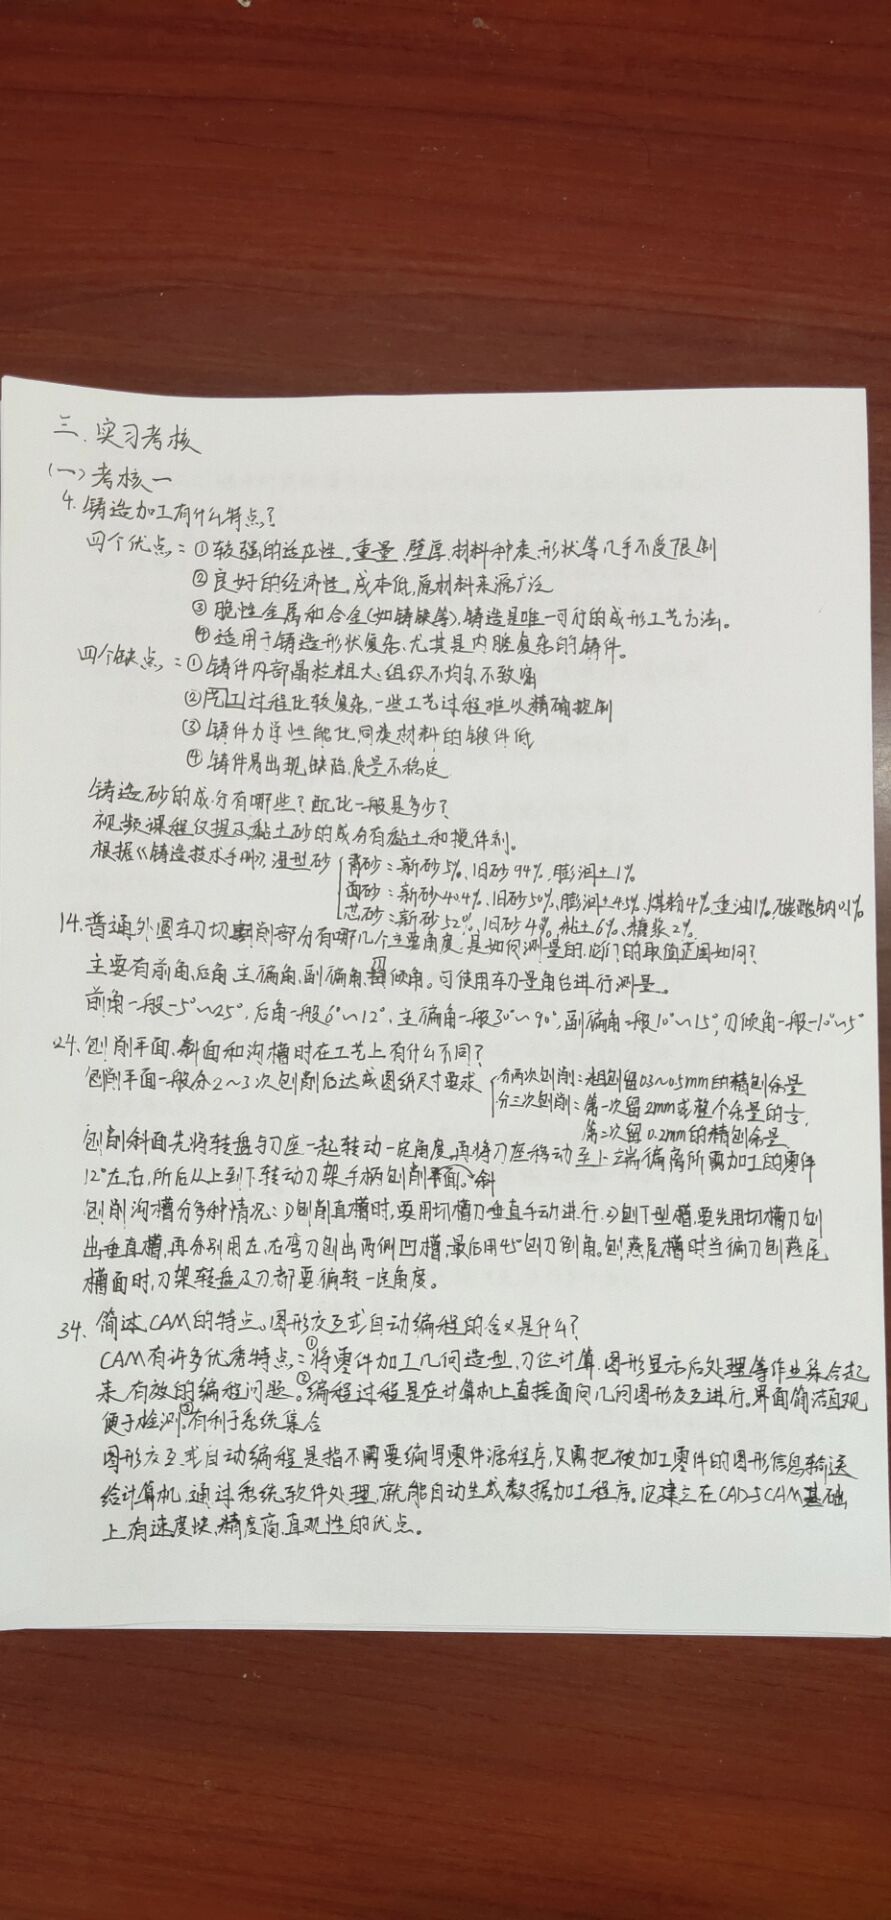 三.实习考核
(一)考核一
4.铸造加工有什么特点?
四个优点:①较强的适应性。重量、壁厚、材料种类、形状等几乎不受限制
②良好的经济性。成本低,原材料来源广泛
③脆性金属和合金(如铸铁等),铸造是唯一可行的成形工艺方法。
④适用于铸造形状复杂、尤其是内腔复杂的铸件。
四个缺点:①铸件内部晶粒粗大、组织不均匀不致密
②加工过程比较复杂,一些工艺过程难以精确控制
③铸件力学性能比同类材料的锻件低
④铸件易出现缺陷,质量不稳定
铸造砂的成分有哪些?配比一般是多少?
视频课程仅提及黏土砂的成分有黏土和搅件剂。
根据《铸造技术手册》,湿型砂
背砂:新砂5%、旧砂94%,膨润土1%
面砂:新砂40.4%、旧砂50%、膨润土4.5%、煤粉4%、重油1%、碳酸钠0.1%
芯砂:新砂52%、旧砂40%、黏土6%、糖浆2%
14.普通外圆车刀切削部分有哪几个主要角度,是如何测量的,它们的取值范围如何?
主要有前角,后角,主偏角,副偏角,刃倾角。可使用车刀量角台进行测量。
前角一般-5°~25°,后角一般6°~12°,主偏角一般30°~90°,副偏角一般10°~15°,刃倾角一般-10°~5°
24.刨削平面、斜面和沟槽时在工艺上有什么不同?
刨削平面一般分2~3次刨削后达成图纸尺寸要求
分两次刨削:粗刨留0.3~0.5mm的精刨余量
分三次刨削:第一次留2mm或整个余量的1/3,
第二次留0.2mm的精刨余量
刨削斜面先将转盘与刀座一起转动一定角度,再将刀座移动至上端偏离所需加工的零件
12°左右,所后从上到下转动刀架手柄刨削斜面。
刨削沟槽分多种情况:1)刨削直槽时,要用切槽刀垂直手动进行.2)刨T型槽,要先用切槽刀刨
出垂直槽,再分别用左、右弯刀刨出两侧凹槽,最后用45°刨刀倒角。刨燕尾槽时当偏刀刨燕尾
槽面时,刀架转盘及刀都要偏转一定角度。
34.简述CAM的特点。图形交互式自动编程的含义是什么?
CAM有许多优秀特点:①将零件加工几何造型,刀位计算,图形显示后处理等作业集合起
来,有效的编程问题。②编程过程是在计算机上直接面向几何图形交互进行。界面简洁直观
便于检测③有利于系统集合
图形交互式自动编程是指不需要编写零件源程序,只需把被加工零件的图形信息输送
给计算机,通过系统软件处理,就能自动生成数据加工程序。它建立在CAD与CAM基础
上,有速度快,精度高,直观性的优点。